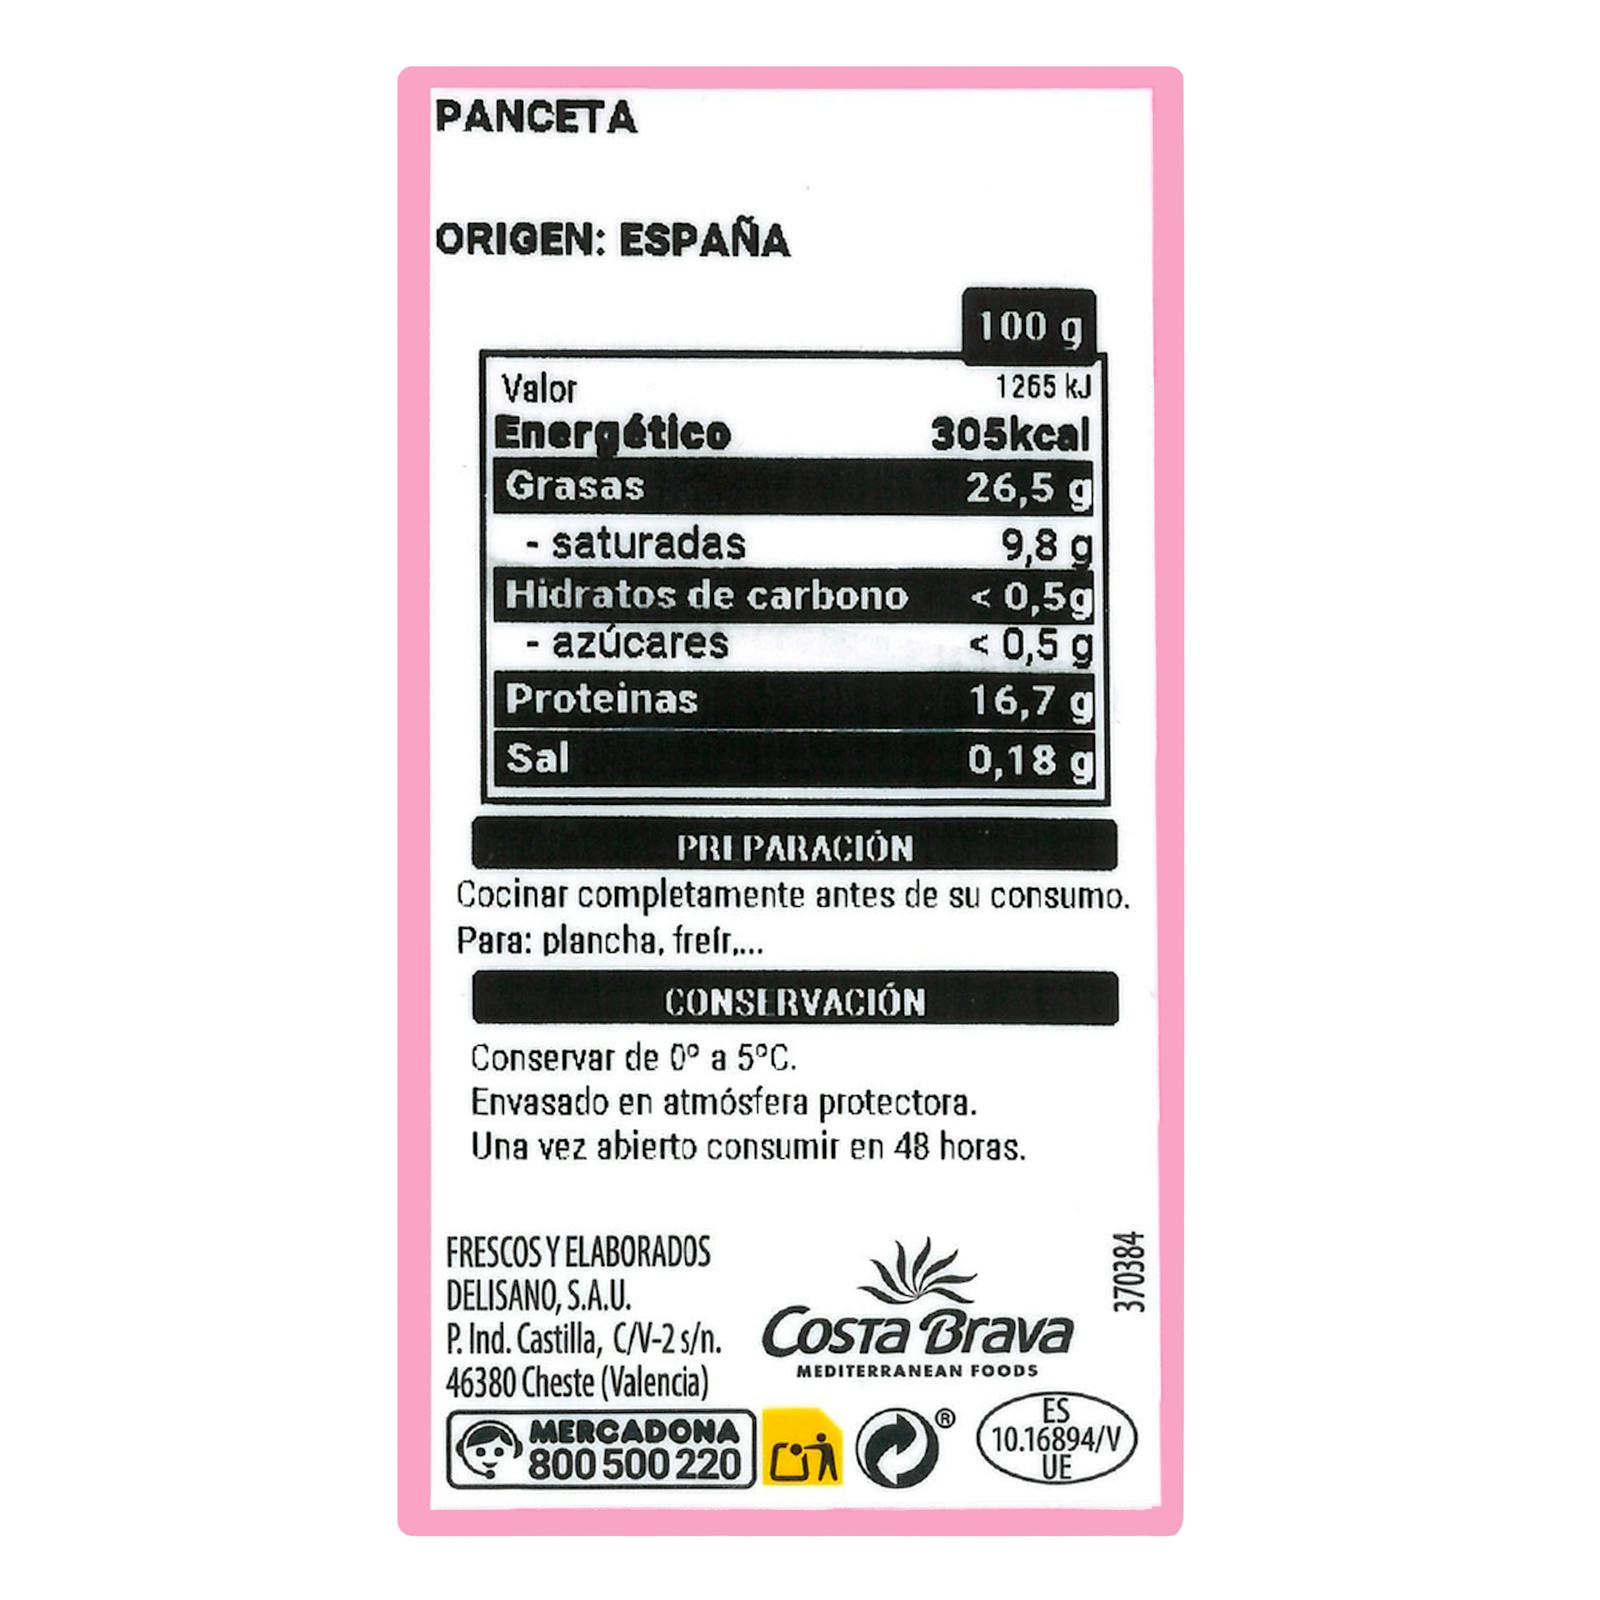 PANCETA
ORIGEN: ESPAÑA
100 g
Valor 1265 kJ
Energético 305kcal
Grasas 26,5 g
- saturadas 9,8 g
Hidratos de carbono < 0,5g
- azúcares < 0,5 g
Proteinas 16,7 g
Sal 0,18 g
PREPARACIÓN
Cocinar completamente antes de su consumo.
Para: plancha, freír,...
CONSERVACIÓN
Conservar de 0º a 5ºC.
Envasado en atmósfera protectora.
Una vez abierto consumir en 48 horas.
FRESCOS Y ELABORADOS
DELISANO, S.A.U.
P. Ind. Castilla, C/V-2 s/n.
46380 Cheste (Valencia)
Costa Brava
MEDITERRANEAN FOODS
370384
MERCADONA
800 500 220
®
ES
10.16894/V
UE